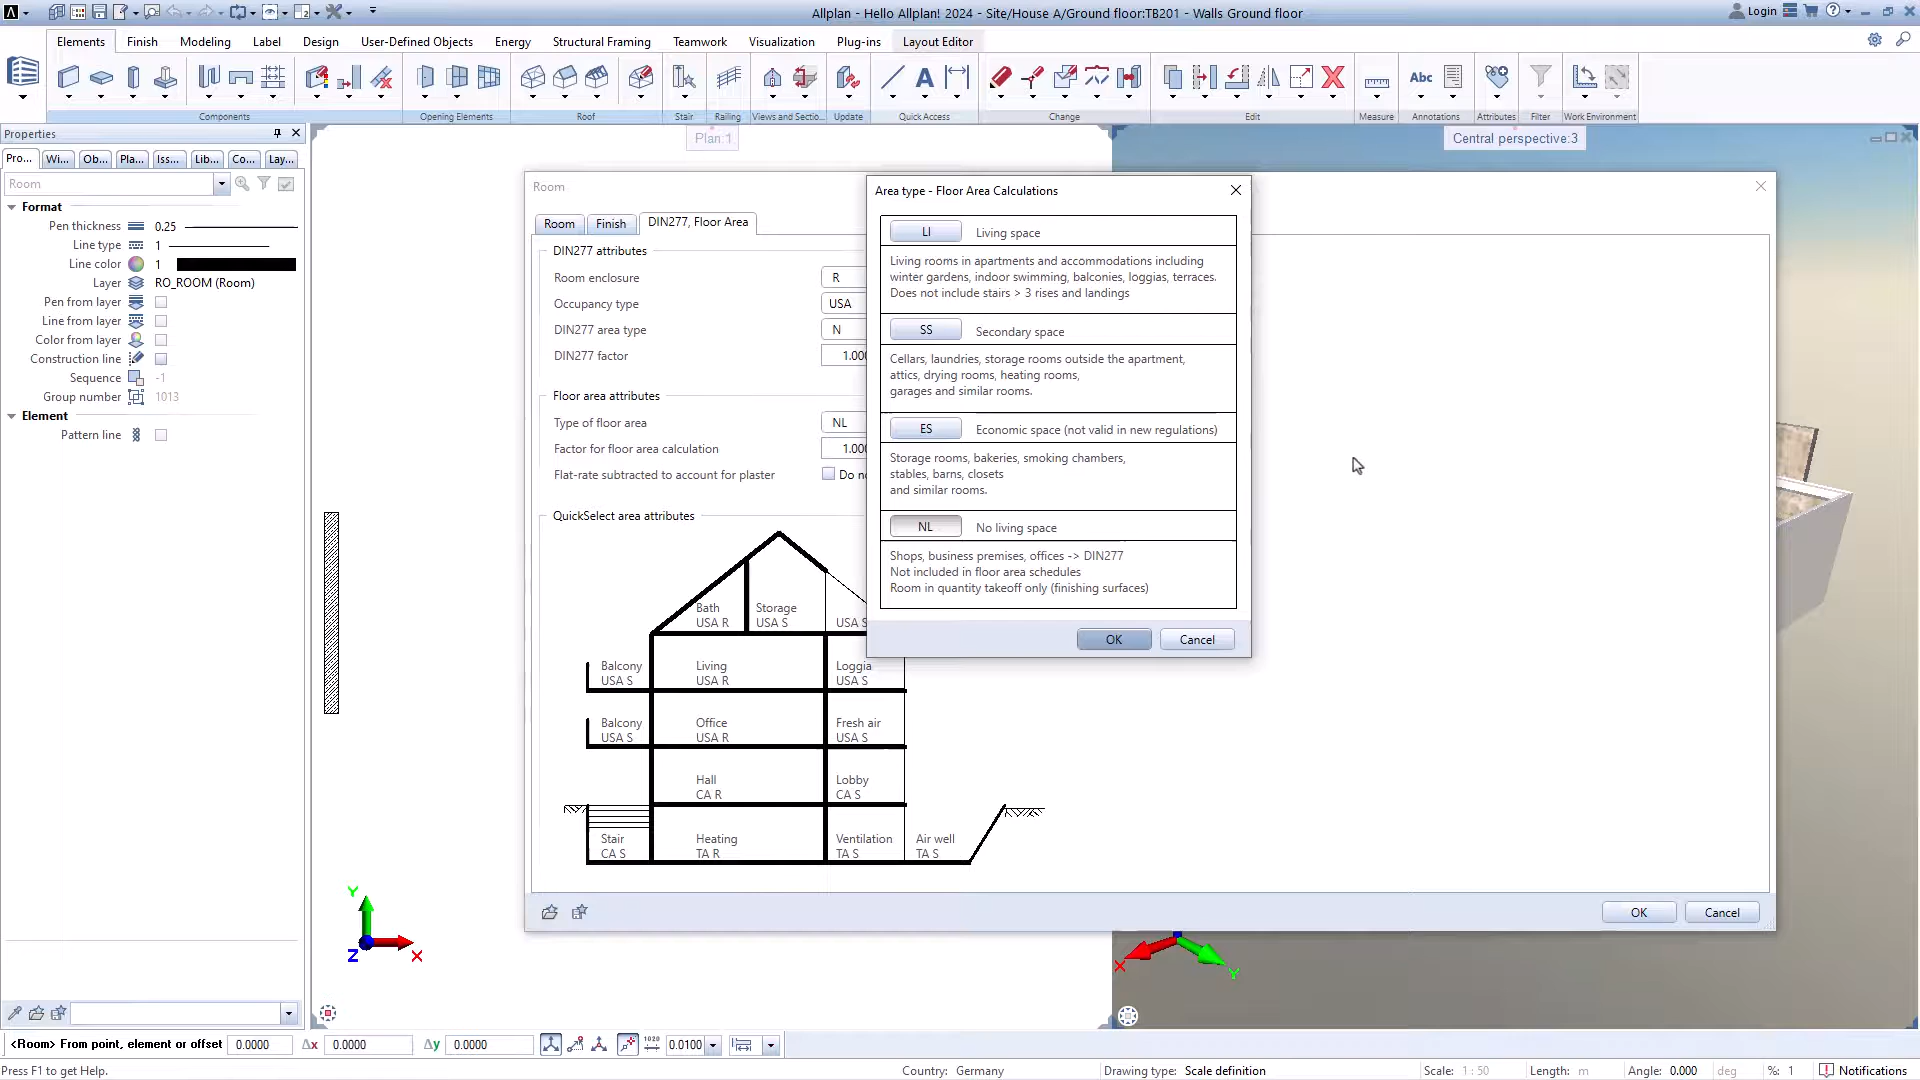 Allplan - Hello Allplan! 2024 - Site/House A/Ground floor:TB201 - Walls Ground floor
Login
Elements Finish Modeling Label Design User-Defined Objects Energy Structural Framing Teamwork Visualization Plug-ins Layout Editor
Abc
Components Opening Elements Roof Stair Railing Views and Sectio... Update Quick Access Change Edit Measure Annotations Attributes Filter Work Environment
Properties
Plan:1
Central perspective:3
Pro... Wi... Ob... Pla... Iss... Lib... Co... Lay...
Room
Format
Pen thickness 0.25
Line type 1
Line color 1
Layer RO_ROOM (Room)
Pen from layer
Line from layer
Color from layer
Construction line
Sequence -1
Group number 1013
Element
Pattern line
Room
Room Finish DIN277, Floor Area
DIN277 attributes
Room enclosure R
Occupancy type USA
DIN277 area type N
DIN277 factor 1.000
Floor area attributes
Type of floor area NL
Factor for floor area calculation 1.000
Flat-rate subtracted to account for plaster Do no
QuickSelect area attributes
Bath
USA R
Storage
USA S
USA S
Balcony
USA S
Living
USA R
Loggia
USA S
Balcony
USA S
Office
USA R
Fresh air
USA S
Hall
CA R
Lobby
CA S
Stair
CA S
Heating
TA R
Ventilation
TA S
Air well
TA S
OK Cancel
Area type - Floor Area Calculations
LI Living space
Living rooms in apartments and accommodations including
winter gardens, indoor swimming, balconies, loggias, terraces.
Does not include stairs > 3 rises and landings
SS Secondary space
Cellars, laundries, storage rooms outside the apartment,
attics, drying rooms, heating rooms,
garages and similar rooms.
ES Economic space (not valid in new regulations)
Storage rooms, bakeries, smoking chambers,
stables, barns, closets
and similar rooms.
NL No living space
Shops, business premises, offices -> DIN277
Not included in floor area schedules
Room in quantity takeoff only (finishing surfaces)
OK Cancel
Y
Z X
X Y
<Room> From point, element or offset 0.0000 Δx 0.0000 Δy 0.0000 1020 0.0100
Press F1 to get Help. Country: Germany Drawing type: Scale definition Scale: 1 : 50 Length: m Angle: 0.000 deg %: 1 Notifications